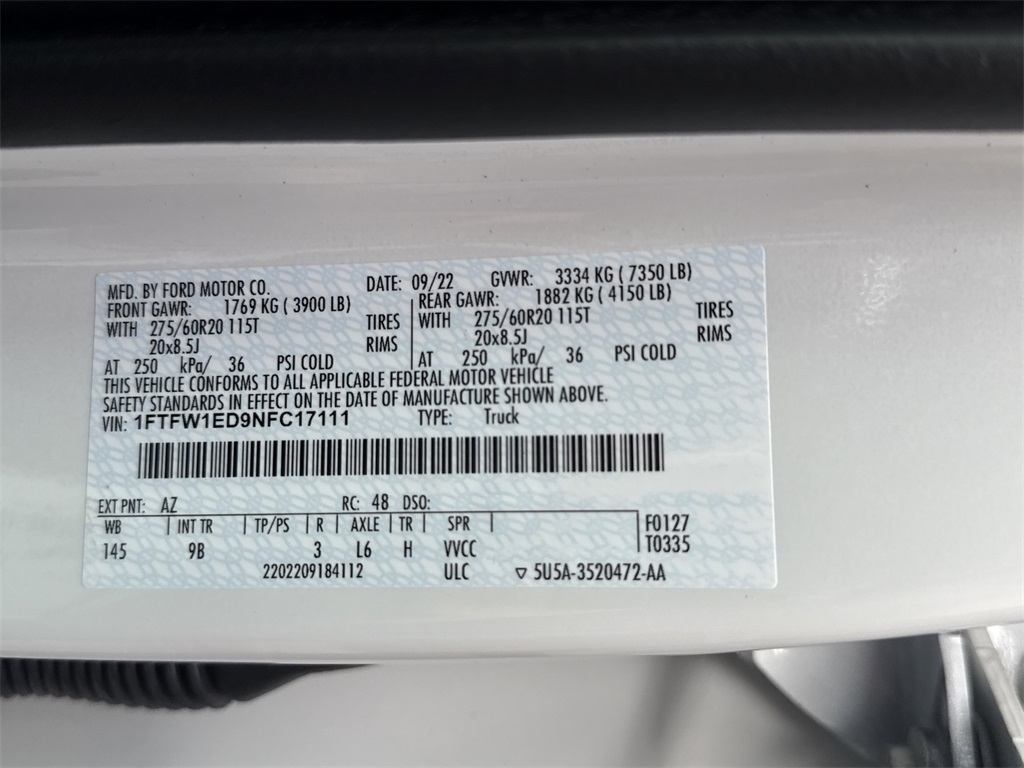 MFD. BY FORD MOTOR CO. DATE: 09/22 GVWR: 3334 KG ( 7350 LB)
FRONT GAWR: 1769 KG ( 3900 LB) REAR GAWR: 1882 KG ( 4150 LB)
WITH 275/60R20 115T TIRES WITH 275/60R20 115T TIRES
20x8.5J RIMS 20x8.5J RIMS
AT 250 kPa/ 36 PSI COLD AT 250 kPa/ 36 PSI COLD
THIS VEHICLE CONFORMS TO ALL APPLICABLE FEDERAL MOTOR VEHICLE
SAFETY STANDARDS IN EFFECT ON THE DATE OF MANUFACTURE SHOWN ABOVE.
VIN: 1FTFW1ED9NFC17111 TYPE: Truck
EXT PNT: AZ RC: 48 DSO:
WB INT TR TP/PS R AXLE TR SPR F0127
145 9B 3 L6 H VVCC T0335
2202209184112 ULC ▽ 5U5A-3520472-AA